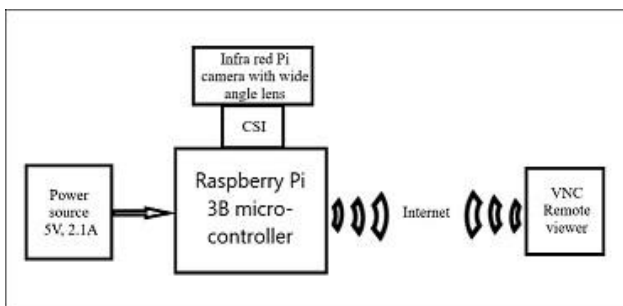 Infra red Pi
camera with wide
angle lens
CSI
Power
source
5V, 2.1A
Raspberry Pi
3B micro-
controller
Internet
VNC
Remote
viewer